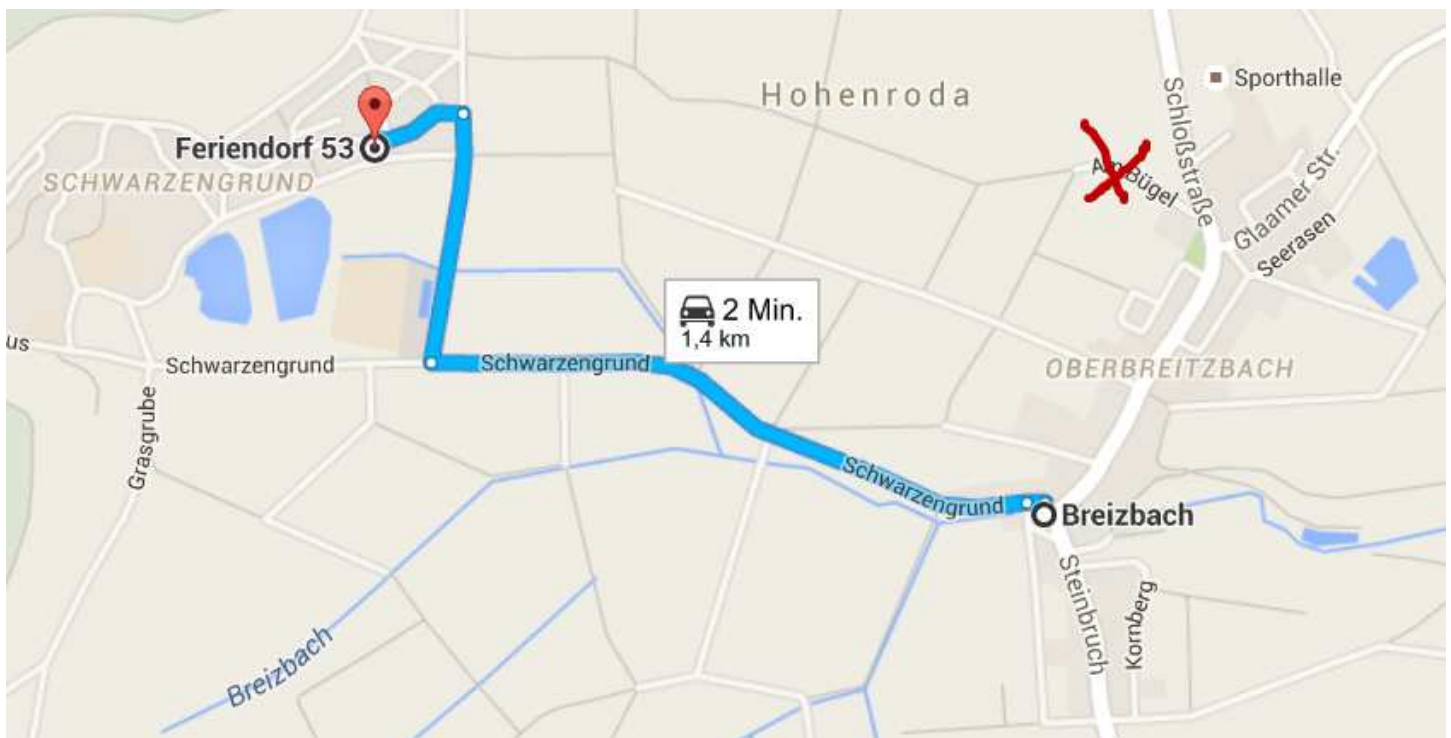 Hohenroda
Sporthalle
Schloßstraße
Am Bügel
Glaamer Str.
Seerasen
Feriendorf 53
SCHWARZENGRUND
2 Min.
1,4 km
us
Schwarzengrund
Schwarzengrund
OBERBREITZBACH
Grasgrube
Schwarzengrund
Breizbach
Steinbruch
Kornberg
Breizbach